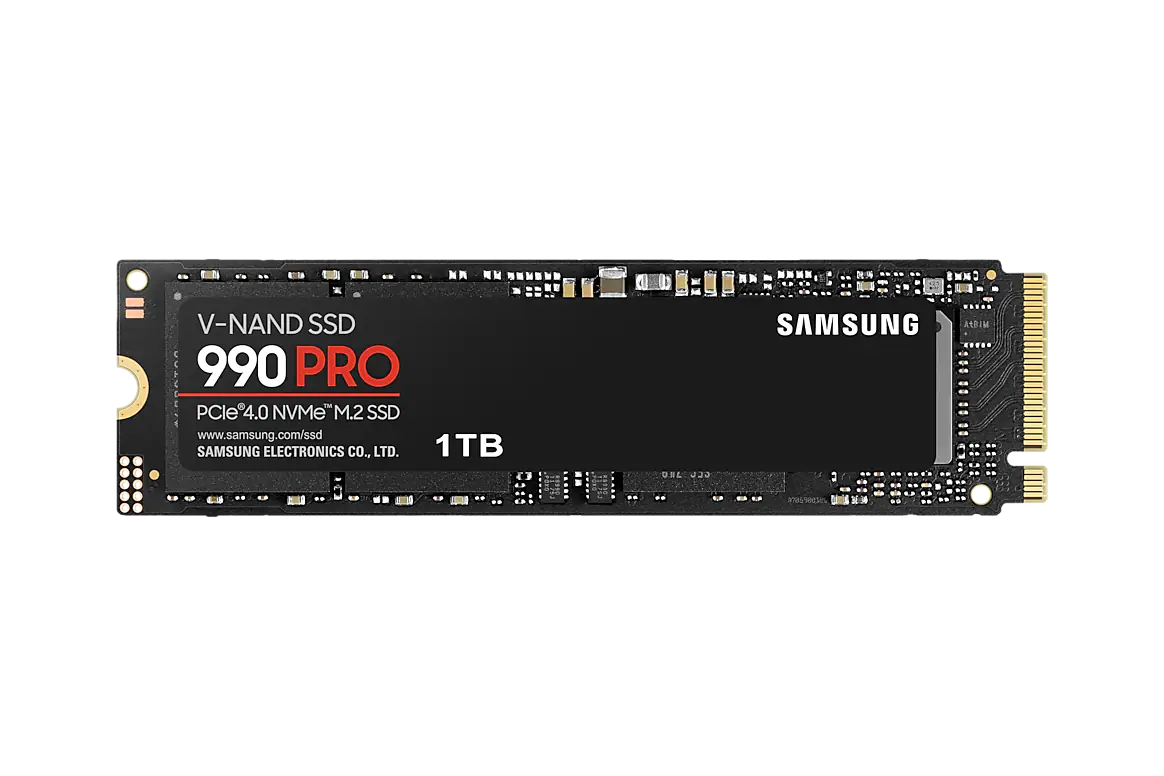 V-NAND SSD
SAMSUNG
990 PRO
PCIe®4.0 NVMe™ M.2 SSD
www.samsung.com/ssd
SAMSUNG ELECTRONICS CO., LTD.
1TB